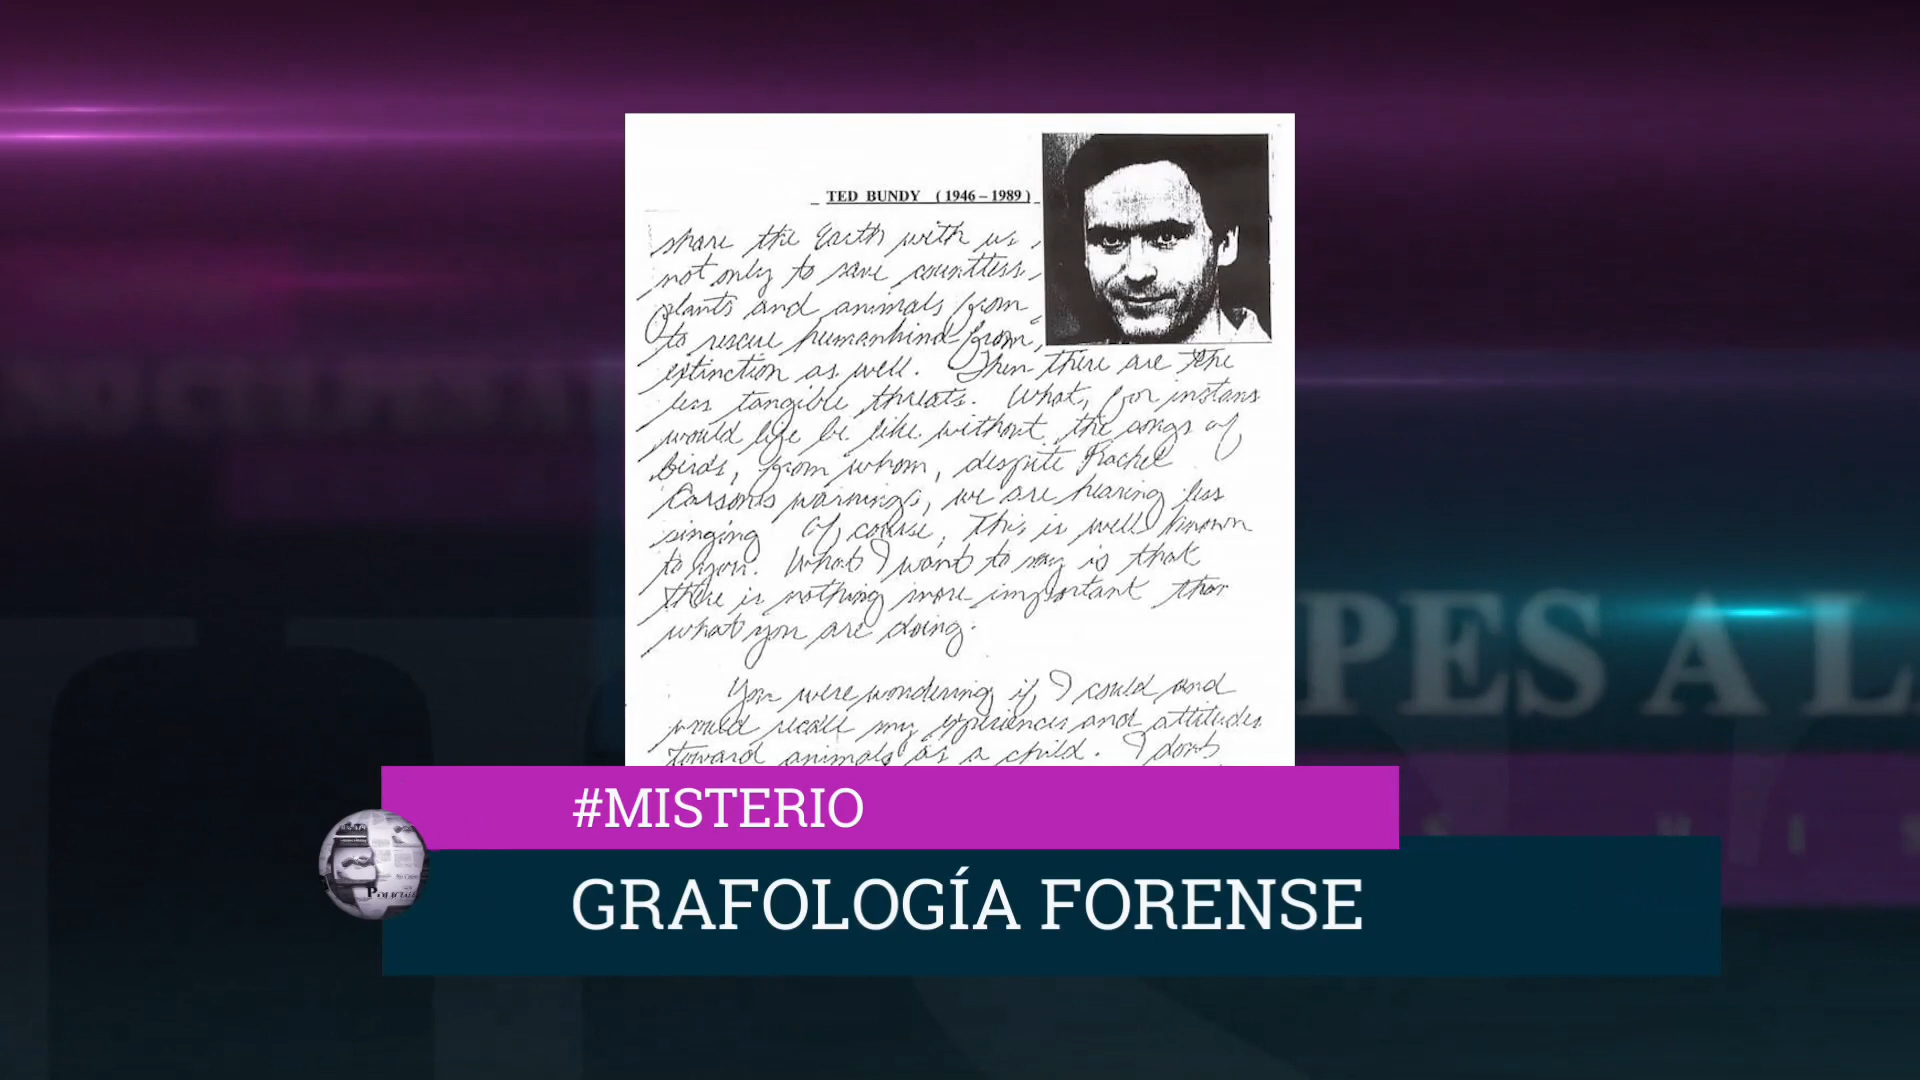 TED BUNDY (1946 – 1989)
share the Earth with us,
not only to save countless
plants and animals from
to rescue humankind from
extinction as well. Then there are the
less tangible threats. What, for instans
would life be like without the songs of
birds, from whom, despite Rachel
Carson's warnings, we are hearing less
singing Of course, this is well known
to you. What I want to say is that
there is nothing more important than
what you are doing.
You were wondering if I could and
would recall my experiences and attitudes
toward animals as a child. I don't
#MISTERIO
GRAFOLOGÍA FORENSE
PES A L